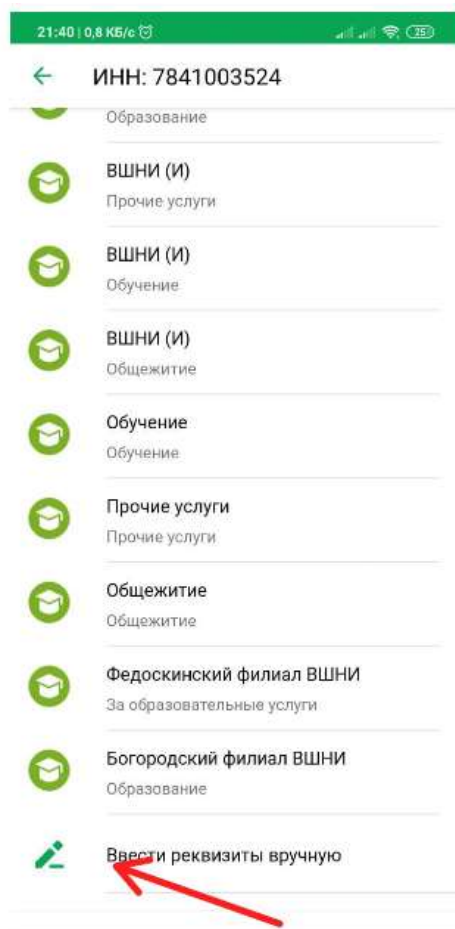 21:40 | 0,8 КБ/с
25
ИНН: 7841003524
Образование
ВШНИ (И)
Прочие услуги
ВШНИ (И)
Обучение
ВШНИ (И)
Общежитие
Обучение
Обучение
Прочие услуги
Прочие услуги
Общежитие
Общежитие
Федоскинский филиал ВШНИ
За образовательные услуги
Богородский филиал ВШНИ
Образование
Ввести реквизиты вручную